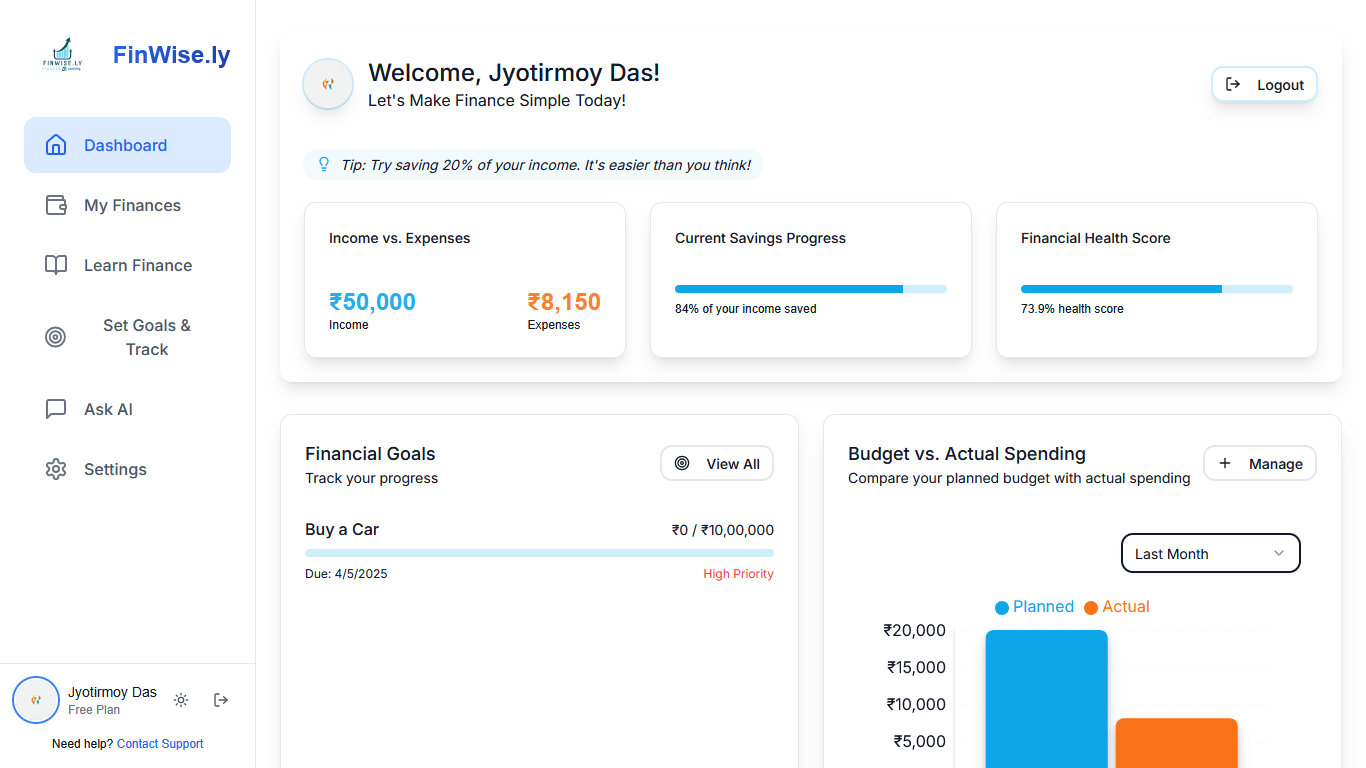 FINWISE.LY
FinWise.ly
Dashboard
My Finances
Learn Finance
Set Goals &
Track
Ask AI
Settings
Jyotirmoy Das
Free Plan
Need help? Contact Support
Welcome, Jyotirmoy Das!
Let's Make Finance Simple Today!
Logout
Tip: Try saving 20% of your income. It's easier than you think!
Income vs. Expenses
₹50,000 ₹8,150
Income Expenses
Current Savings Progress
84% of your income saved
Financial Health Score
73.9% health score
Financial Goals
Track your progress
View All
Buy a Car ₹0 / ₹10,00,000
Due: 4/5/2025 High Priority
Budget vs. Actual Spending
Compare your planned budget with actual spending
Manage
Last Month
Planned Actual
₹20,000
₹15,000
₹10,000
₹5,000